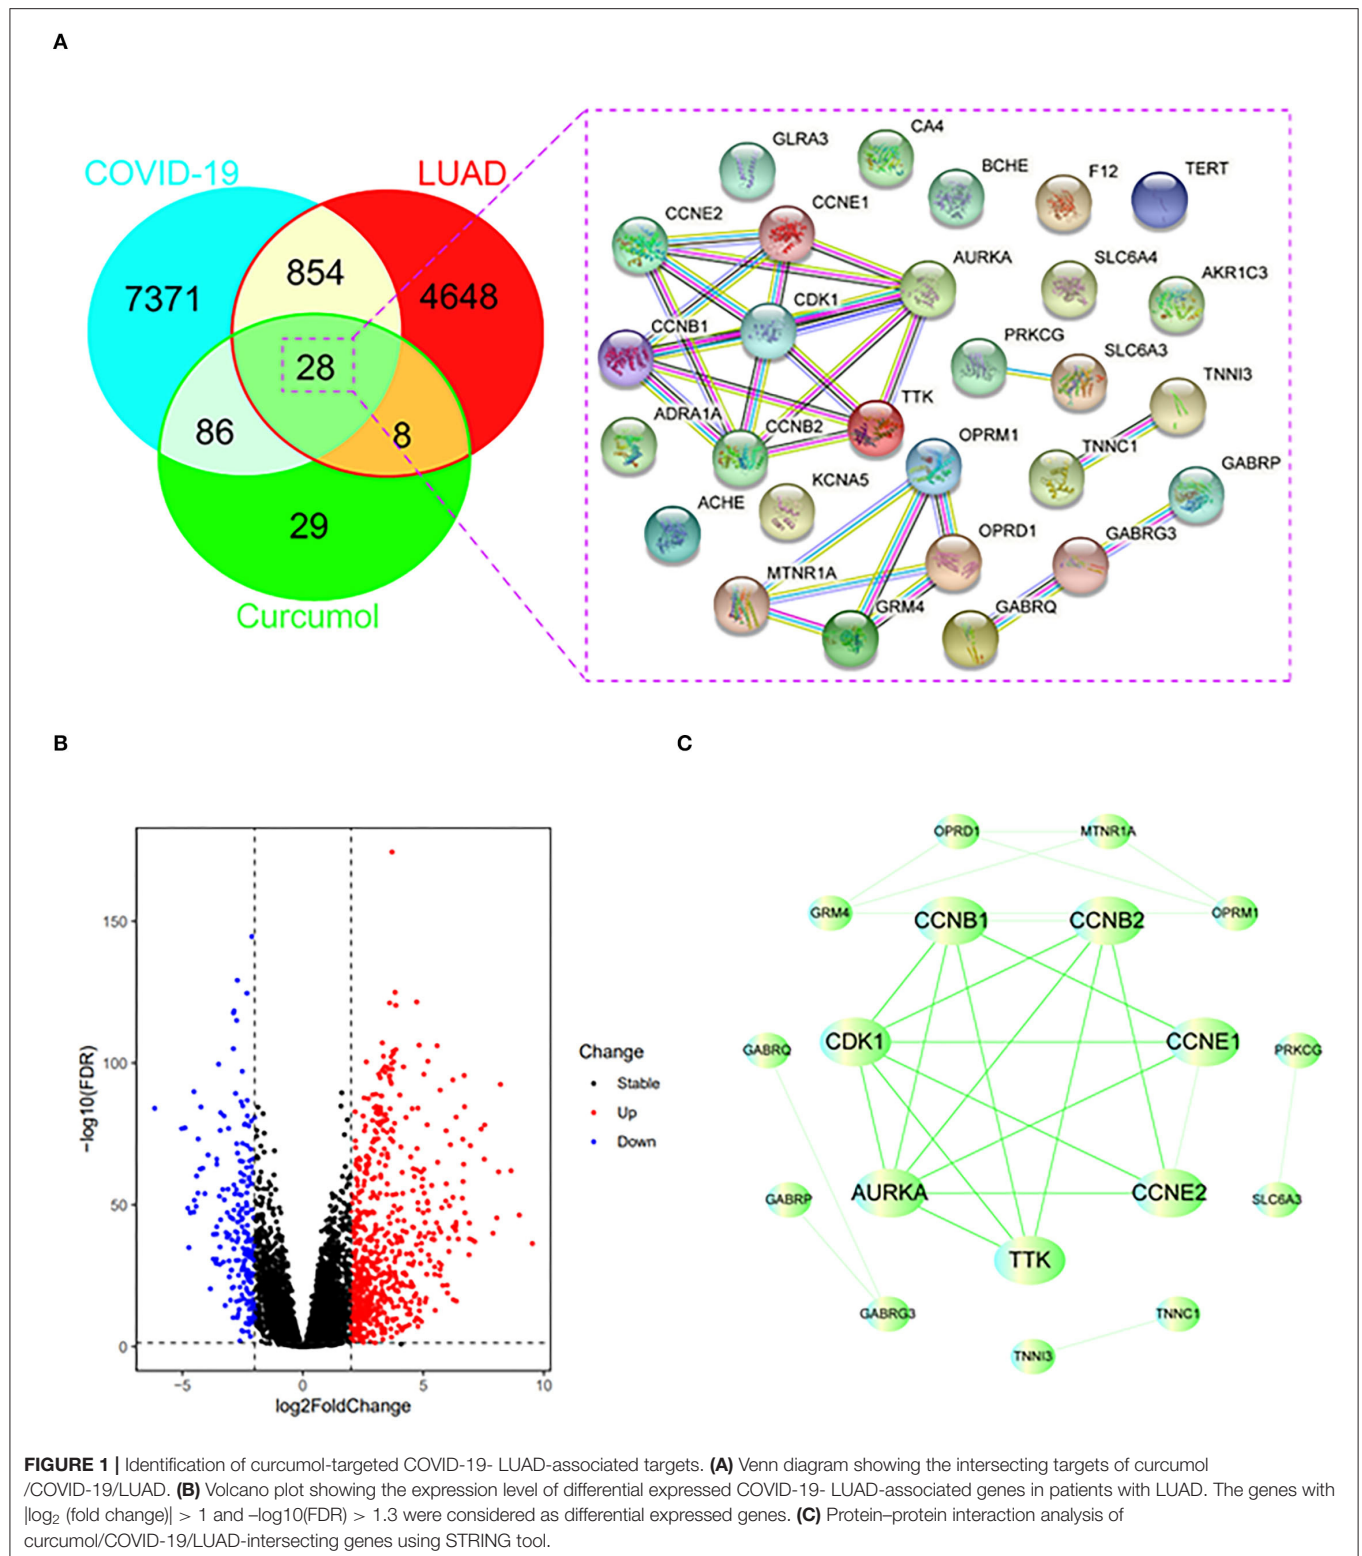 A
COVID-19
LUAD
7371
854
4648
28
86
8
29
Curcumol
GLRA3
CA4
BCHE
F12
TERT
CCNE2
CCNE1
AURKA
SLC6A4
AKR1C3
CDK1
CCNB1
PRKCG
SLC6A3
TNNI3
ADRA1A
CCNB2
TTK
OPRM1
TNNC1
GABRP
ACHE
KCNA5
OPRD1
GABRG3
MTNR1A
GRM4
GABRQ
B
−log10(FDR)
150
100
50
0
−5
0
5
10
log2FoldChange
Change
Stable
Up
Down
C
OPRD1
MTNR1A
GRM4
CCNB1
CCNB2
OPRM1
GABRQ
CDK1
CCNE1
PRKCG
GABRP
AURKA
CCNE2
SLC6A3
TTK
GABRG3
TNNC1
TNNI3
FIGURE 1 | Identification of curcumol-targeted COVID-19- LUAD-associated targets. (A) Venn diagram showing the intersecting targets of curcumol
/COVID-19/LUAD. (B) Volcano plot showing the expression level of differential expressed COVID-19- LUAD-associated genes in patients with LUAD. The genes with
|log₂ (fold change)| > 1 and –log10(FDR) > 1.3 were considered as differential expressed genes. (C) Protein–protein interaction analysis of
curcumol/COVID-19/LUAD-intersecting genes using STRING tool.